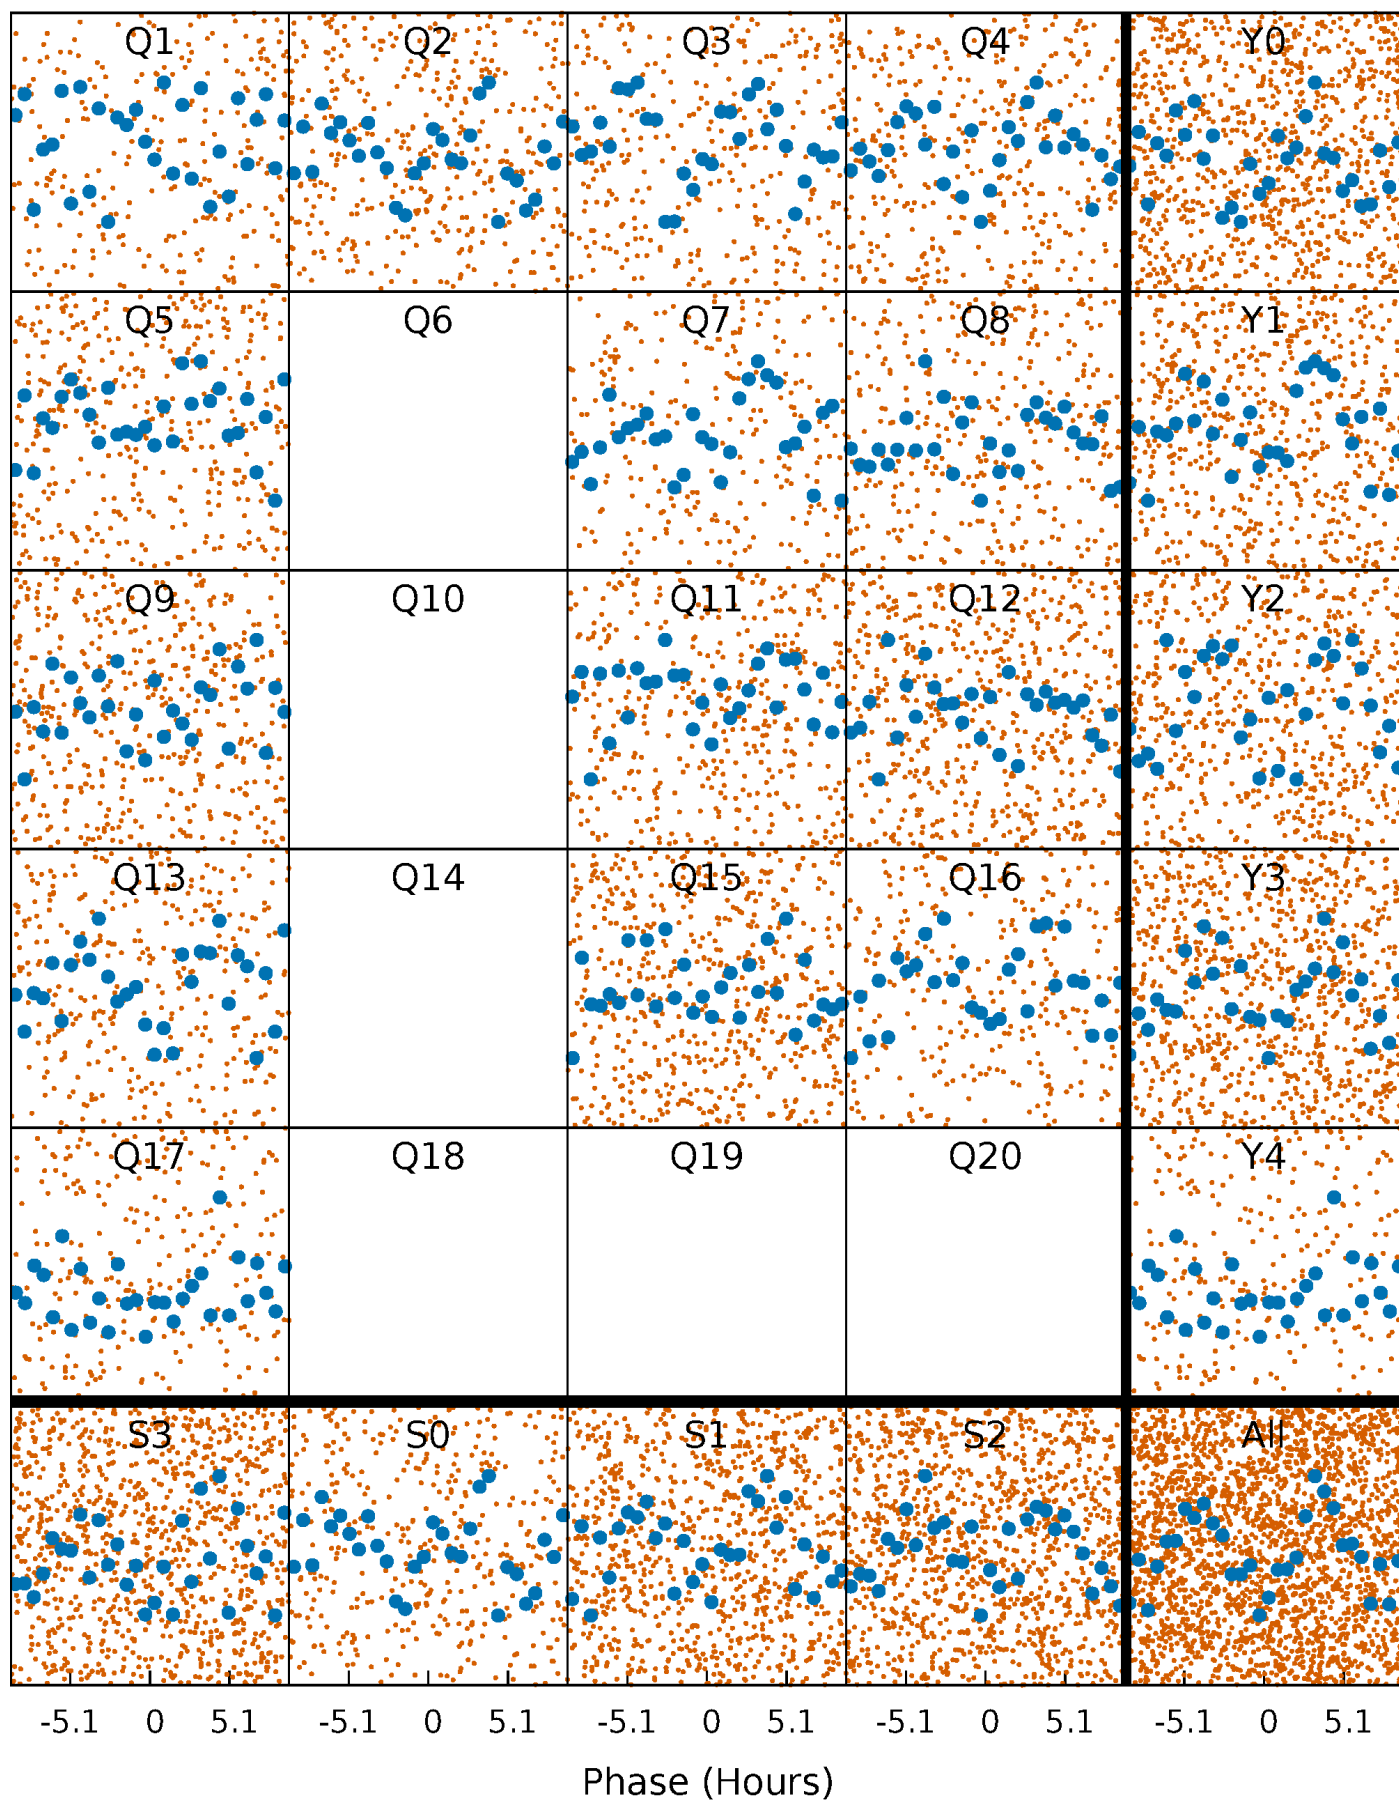 Q1 Q2 Q3 Q4 Y0
Q5 Q6 Q7 Q8 Y1
Q9 Q10 Q11 Q12 Y2
Q13 Q14 Q15 Q16 Y3
Q17 Q18 Q19 Q20 Y4
S3 S0 S1 S2 All
-5.1 0 5.1 -5.1 0 5.1 -5.1 0 5.1 -5.1 0 5.1 -5.1 0 5.1
Phase (Hours)